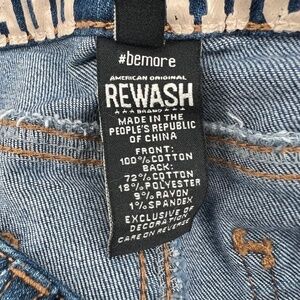 #bemore
AMERICAN ORIGINAL
REWASH
BRAND
MADE IN THE
PEOPLE'S REPUBLIC
OF CHINA
FRONT:
100% COTTON
BACK:
72% COTTON
18% POLYESTER
9% RAYON
1% SPANDEX
EXCLUSIVE OF
DECORATION
CARE ON REVERSE